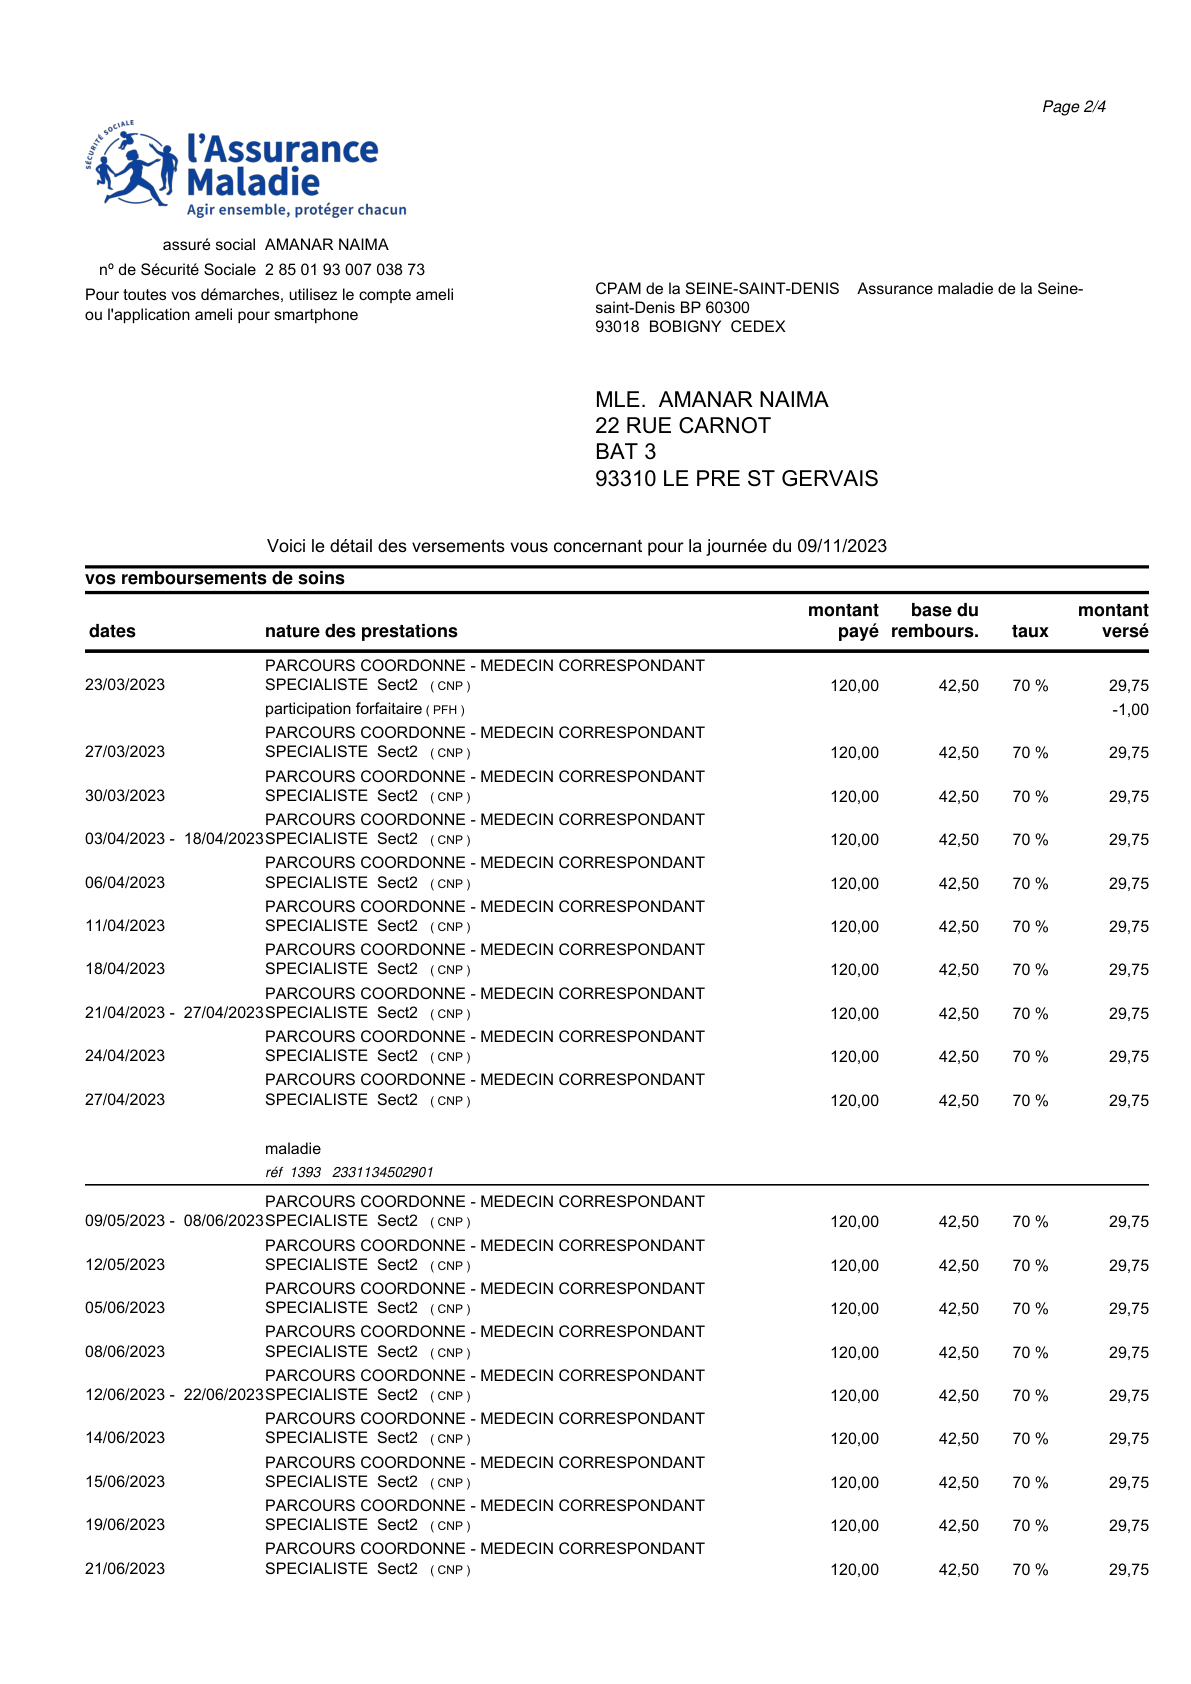 Page 2/4
SÉCURITÉ SOCIALE
l'Assurance
Maladie
Agir ensemble, protéger chacun
assuré social AMANAR NAIMA
nº de Sécurité Sociale 2 85 01 93 007 038 73
Pour toutes vos démarches, utilisez le compte ameli
ou l'application ameli pour smartphone
CPAM de la SEINE-SAINT-DENIS Assurance maladie de la Seine-
saint-Denis BP 60300
93018 BOBIGNY CEDEX
MLE. AMANAR NAIMA
22 RUE CARNOT
BAT 3
93310 LE PRE ST GERVAIS
Voici le détail des versements vous concernant pour la journée du 09/11/2023
vos remboursements de soins
montant base du montant
dates nature des prestations payé rembours. taux versé
PARCOURS COORDONNE - MEDECIN CORRESPONDANT
23/03/2023 SPECIALISTE Sect2 ( CNP ) 120,00 42,50 70 % 29,75
participation forfaitaire ( PFH ) -1,00
PARCOURS COORDONNE - MEDECIN CORRESPONDANT
27/03/2023 SPECIALISTE Sect2 ( CNP ) 120,00 42,50 70 % 29,75
PARCOURS COORDONNE - MEDECIN CORRESPONDANT
30/03/2023 SPECIALISTE Sect2 ( CNP ) 120,00 42,50 70 % 29,75
PARCOURS COORDONNE - MEDECIN CORRESPONDANT
03/04/2023 - 18/04/2023 SPECIALISTE Sect2 ( CNP ) 120,00 42,50 70 % 29,75
PARCOURS COORDONNE - MEDECIN CORRESPONDANT
06/04/2023 SPECIALISTE Sect2 ( CNP ) 120,00 42,50 70 % 29,75
PARCOURS COORDONNE - MEDECIN CORRESPONDANT
11/04/2023 SPECIALISTE Sect2 ( CNP ) 120,00 42,50 70 % 29,75
PARCOURS COORDONNE - MEDECIN CORRESPONDANT
18/04/2023 SPECIALISTE Sect2 ( CNP ) 120,00 42,50 70 % 29,75
PARCOURS COORDONNE - MEDECIN CORRESPONDANT
21/04/2023 - 27/04/2023 SPECIALISTE Sect2 ( CNP ) 120,00 42,50 70 % 29,75
PARCOURS COORDONNE - MEDECIN CORRESPONDANT
24/04/2023 SPECIALISTE Sect2 ( CNP ) 120,00 42,50 70 % 29,75
PARCOURS COORDONNE - MEDECIN CORRESPONDANT
27/04/2023 SPECIALISTE Sect2 ( CNP ) 120,00 42,50 70 % 29,75
maladie
réf 1393 2331134502901
PARCOURS COORDONNE - MEDECIN CORRESPONDANT
09/05/2023 - 08/06/2023 SPECIALISTE Sect2 ( CNP ) 120,00 42,50 70 % 29,75
PARCOURS COORDONNE - MEDECIN CORRESPONDANT
12/05/2023 SPECIALISTE Sect2 ( CNP ) 120,00 42,50 70 % 29,75
PARCOURS COORDONNE - MEDECIN CORRESPONDANT
05/06/2023 SPECIALISTE Sect2 ( CNP ) 120,00 42,50 70 % 29,75
PARCOURS COORDONNE - MEDECIN CORRESPONDANT
08/06/2023 SPECIALISTE Sect2 ( CNP ) 120,00 42,50 70 % 29,75
PARCOURS COORDONNE - MEDECIN CORRESPONDANT
12/06/2023 - 22/06/2023 SPECIALISTE Sect2 ( CNP ) 120,00 42,50 70 % 29,75
PARCOURS COORDONNE - MEDECIN CORRESPONDANT
14/06/2023 SPECIALISTE Sect2 ( CNP ) 120,00 42,50 70 % 29,75
PARCOURS COORDONNE - MEDECIN CORRESPONDANT
15/06/2023 SPECIALISTE Sect2 ( CNP ) 120,00 42,50 70 % 29,75
PARCOURS COORDONNE - MEDECIN CORRESPONDANT
19/06/2023 SPECIALISTE Sect2 ( CNP ) 120,00 42,50 70 % 29,75
PARCOURS COORDONNE - MEDECIN CORRESPONDANT
21/06/2023 SPECIALISTE Sect2 ( CNP ) 120,00 42,50 70 % 29,75